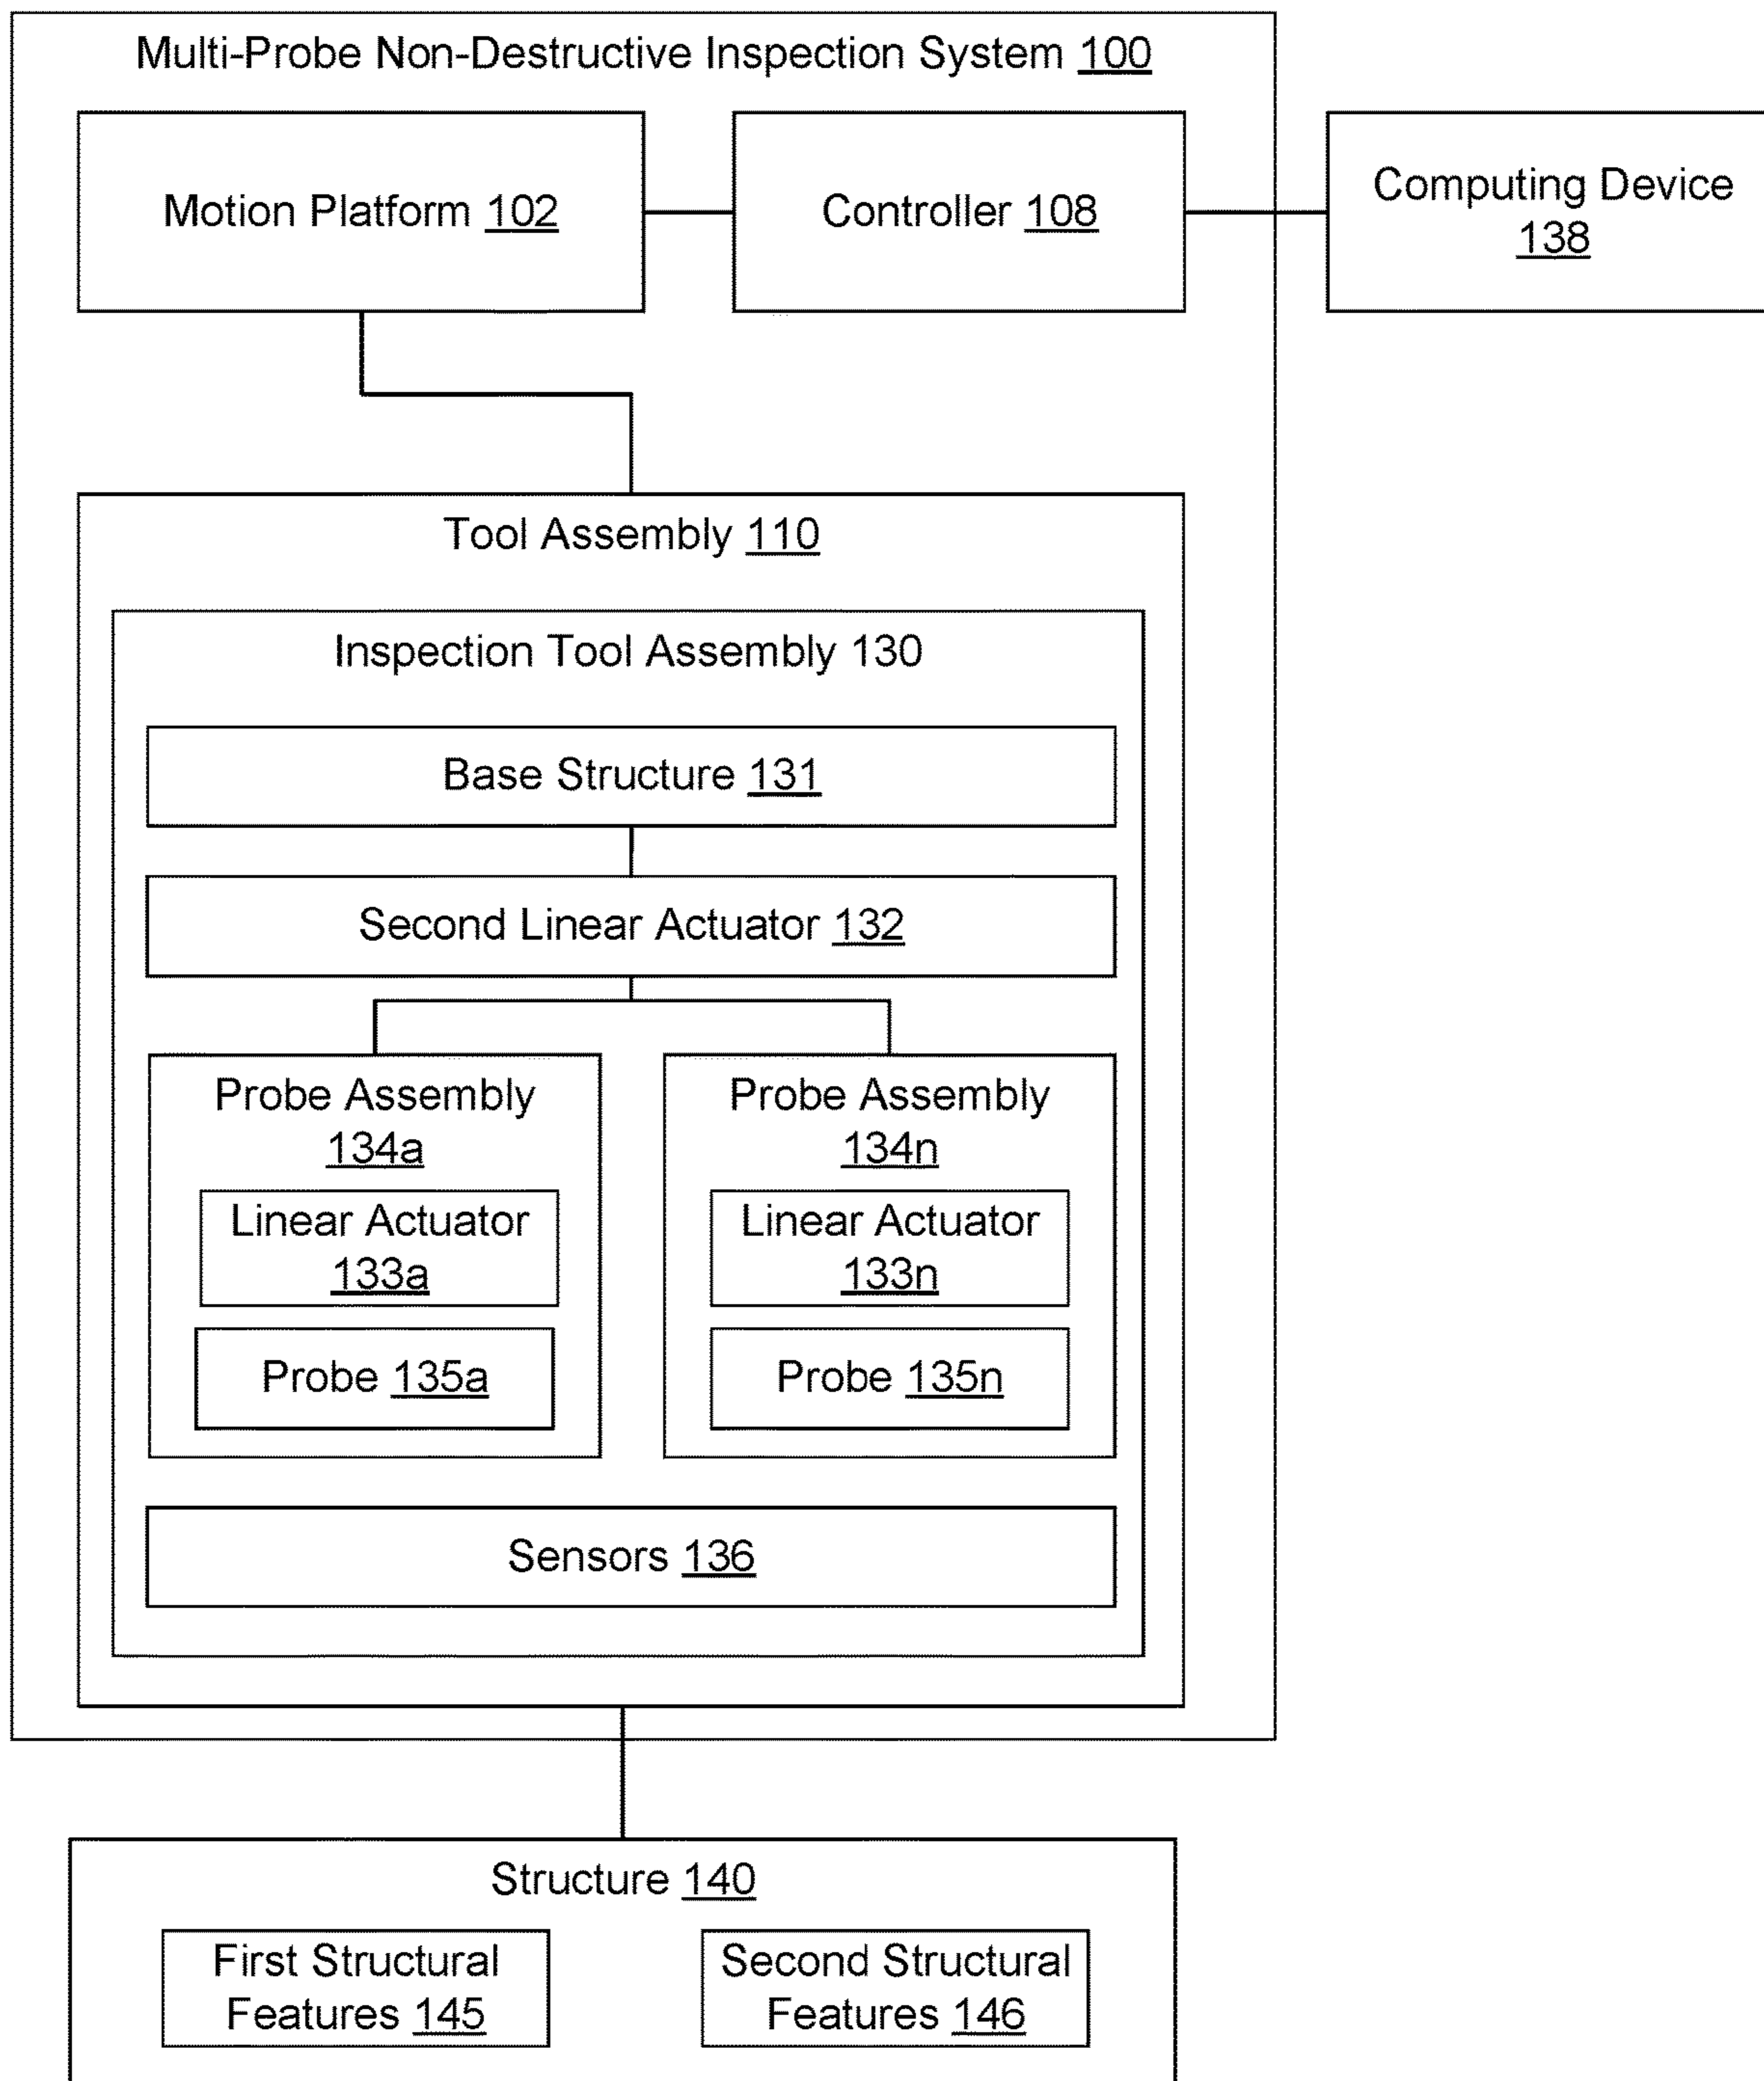 Multi-Probe Non-Destructive Inspection System 100
Motion Platform 102
Controller 108
Computing Device
138
Tool Assembly 110
Inspection Tool Assembly 130
Base Structure 131
Second Linear Actuator 132
Probe Assembly
134a
Linear Actuator
133a
Probe 135a
Probe Assembly
134n
Linear Actuator
133n
Probe 135n
Sensors 136
Structure 140
First Structural
Features 145
Second Structural
Features 146